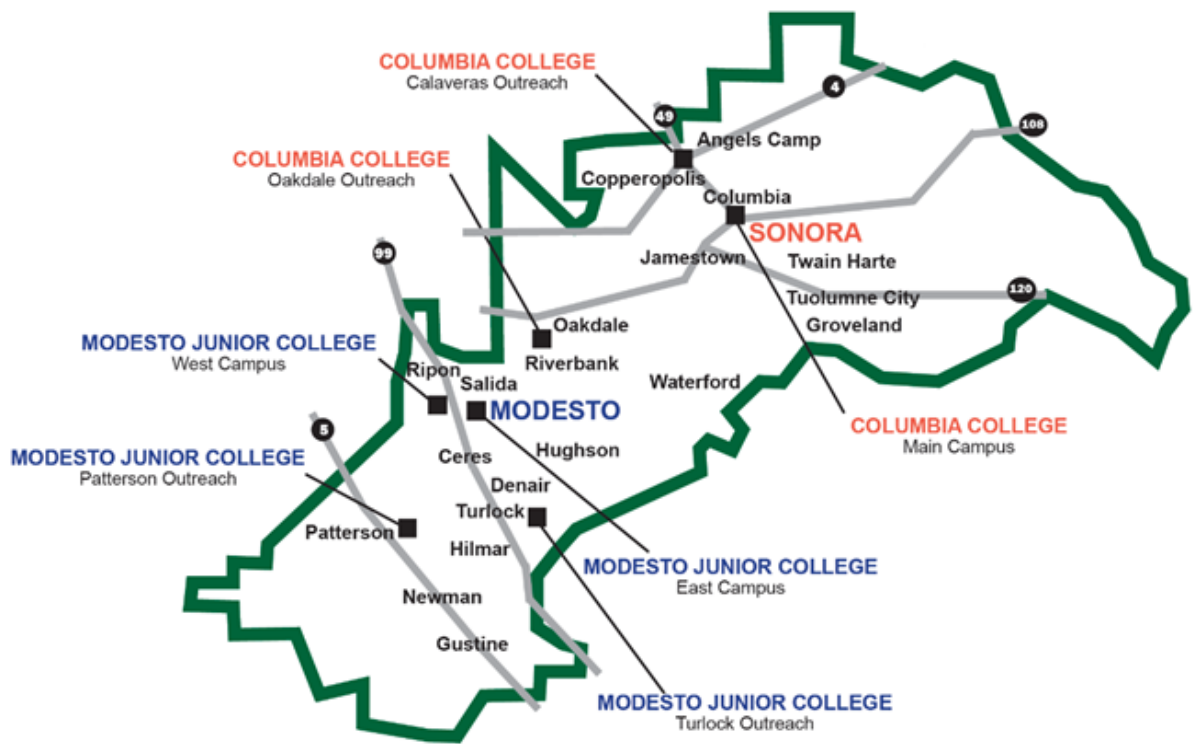 COLUMBIA COLLEGE
Calaveras Outreach
4
49
108
Angels Camp
COLUMBIA COLLEGE
Oakdale Outreach
Copperopolis
Columbia
SONORA
99
Jamestown
Twain Harte
120
Tuolumne City
Oakdale
Groveland
MODESTO JUNIOR COLLEGE
West Campus
Riverbank
Ripon
Salida
Waterford
MODESTO
COLUMBIA COLLEGE
Main Campus
5
MODESTO JUNIOR COLLEGE
Patterson Outreach
Ceres
Hughson
Denair
Turlock
Patterson
Hilmar
MODESTO JUNIOR COLLEGE
East Campus
Newman
Gustine
MODESTO JUNIOR COLLEGE
Turlock Outreach